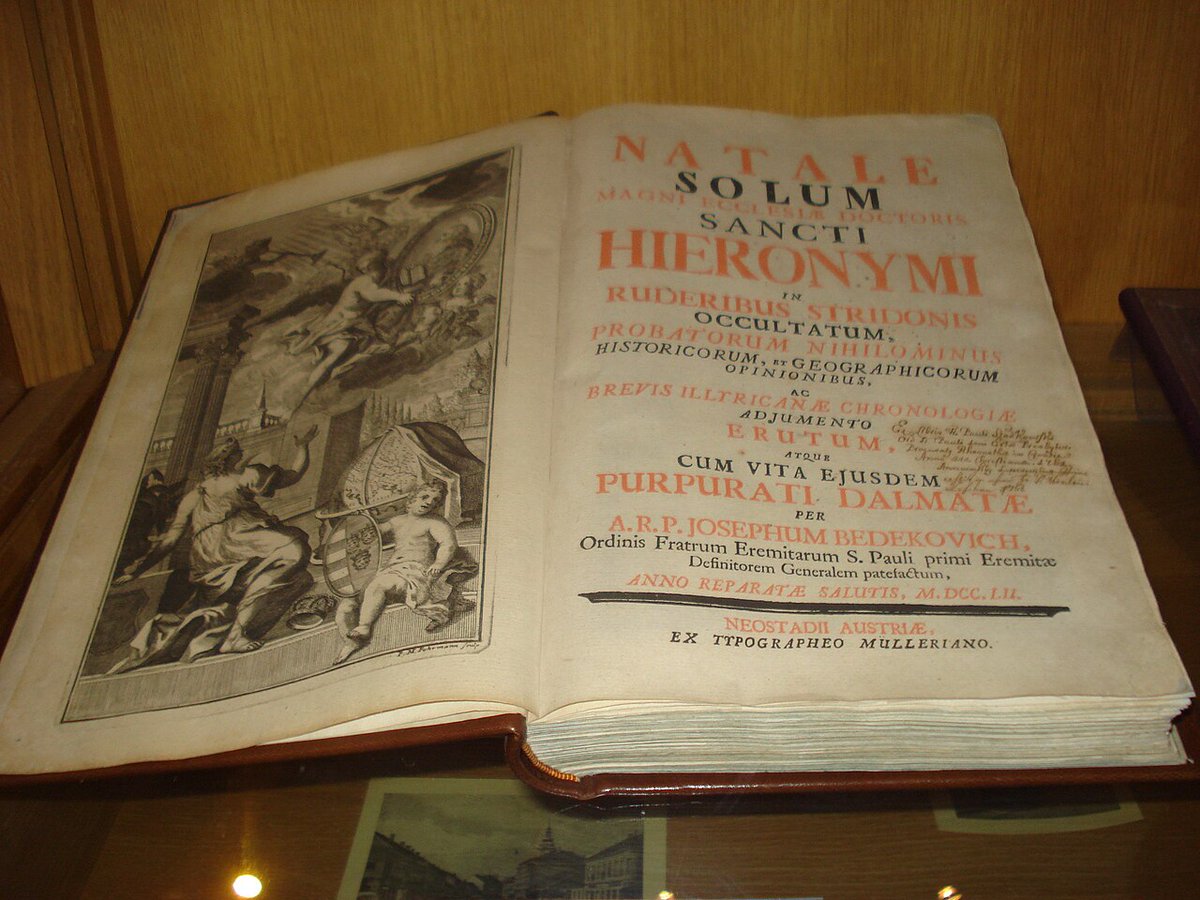 NATALE
SOLUM
MAGNI ECCLESIÆ DOCTORIS
SANCTI
HIERONYMI
IN
RUDERIBUS STRIDONIS
OCCULTATUM,
PROBATORUM NIHILOMINUS
HISTORICORUM, ET GEOGRAPHICORUM
OPINIONIBUS,
AC
BREVIS ILLYRICANÆ CHRONOLOGIÆ
ADJUMENTO
ERUTUM,
ATQUE
CUM VITA EJUSDEM
PURPURATI DALMATÆ
PER
A. R. P. JOSEPHUM BEDEKOVICH,
Ordinis Fratrum Eremitarum S. Pauli primi Eremitæ
Definitorem Generalem patefactum,
ANNO REPARATÆ SALUTIS, M. DCC. LII.
NEOSTADII AUSTRIÆ,
EX TYPOGRAPHEO MÜLLERIANO.